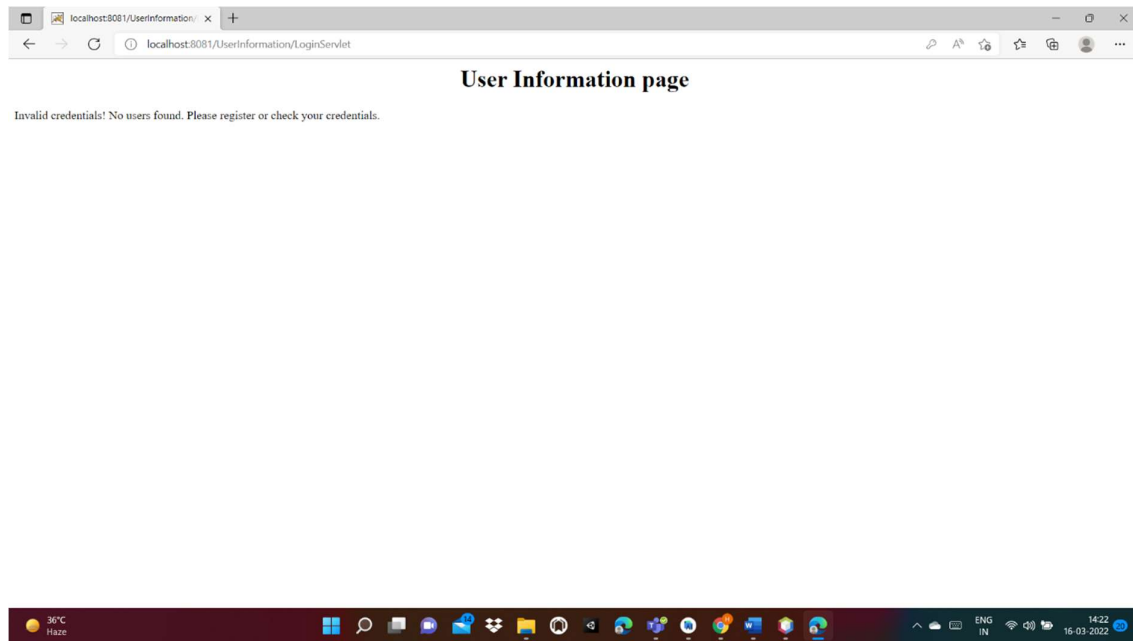 localhost:8081/UserInformation/
localhost:8081/UserInformation/LoginServlet
User Information page
Invalid credentials! No users found. Please register or check your credentials.
36°C
Haze
ENG
IN
14:22
16-03-2022